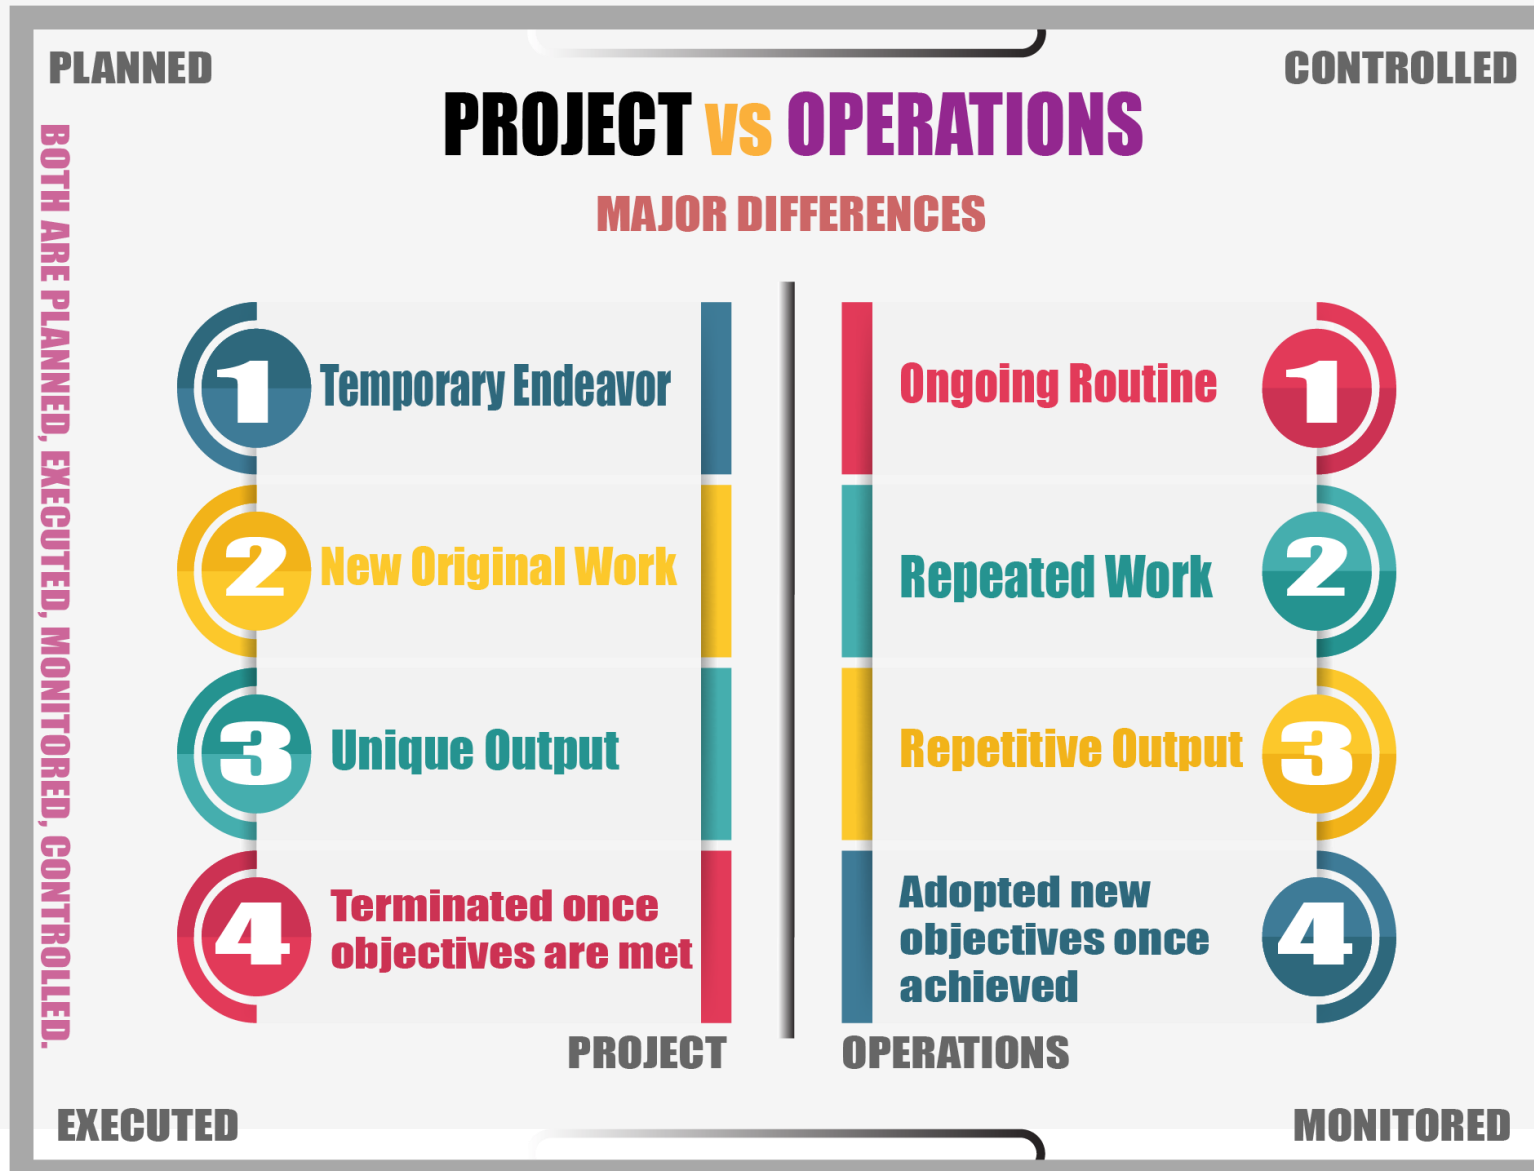 PLANNED
CONTROLLED
PROJECT vs OPERATIONS
MAJOR DIFFERENCES
BOTH ARE PLANNED, EXECUTED, MONITORED, CONTROLLED.
1 Temporary Endeavor
2 New Original Work
3 Unique Output
4 Terminated once
objectives are met
PROJECT
Ongoing Routine 1
Repeated Work 2
Repetitive Output 3
Adopted new
objectives once 4
achieved
OPERATIONS
EXECUTED
MONITORED